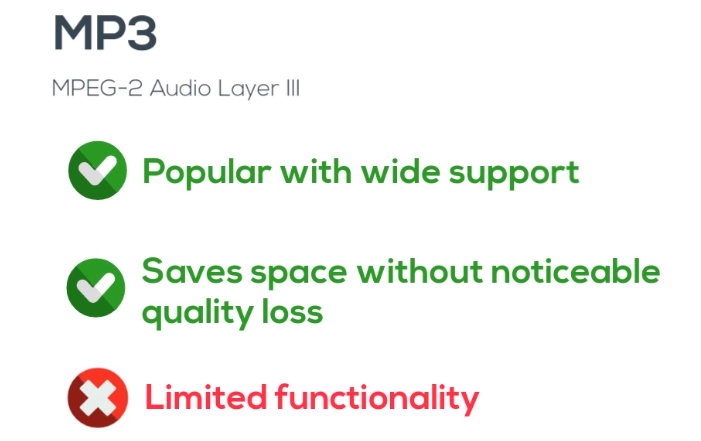 MP3
MPEG-2 Audio Layer III
Popular with wide support
Saves space without noticeable
quality loss
Limited functionality